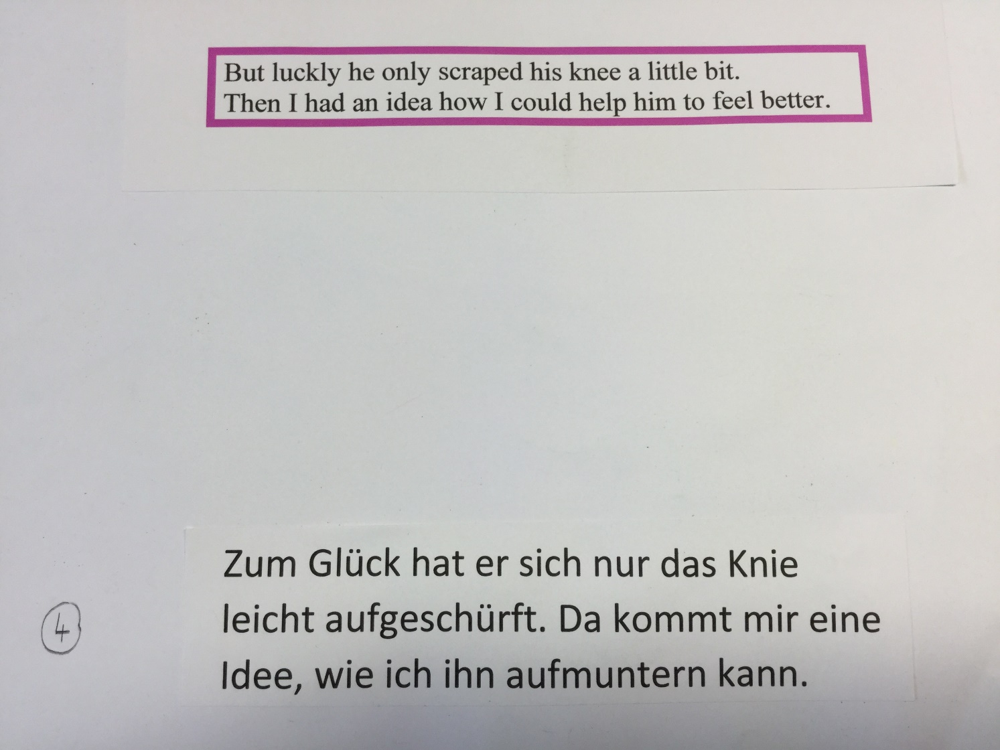 But luckly he only scraped his knee a little bit.
Then I had an idea how I could help him to feel better.
Zum Glück hat er sich nur das Knie
leicht aufgeschürft. Da kommt mir eine
Idee, wie ich ihn aufmuntern kann.
4